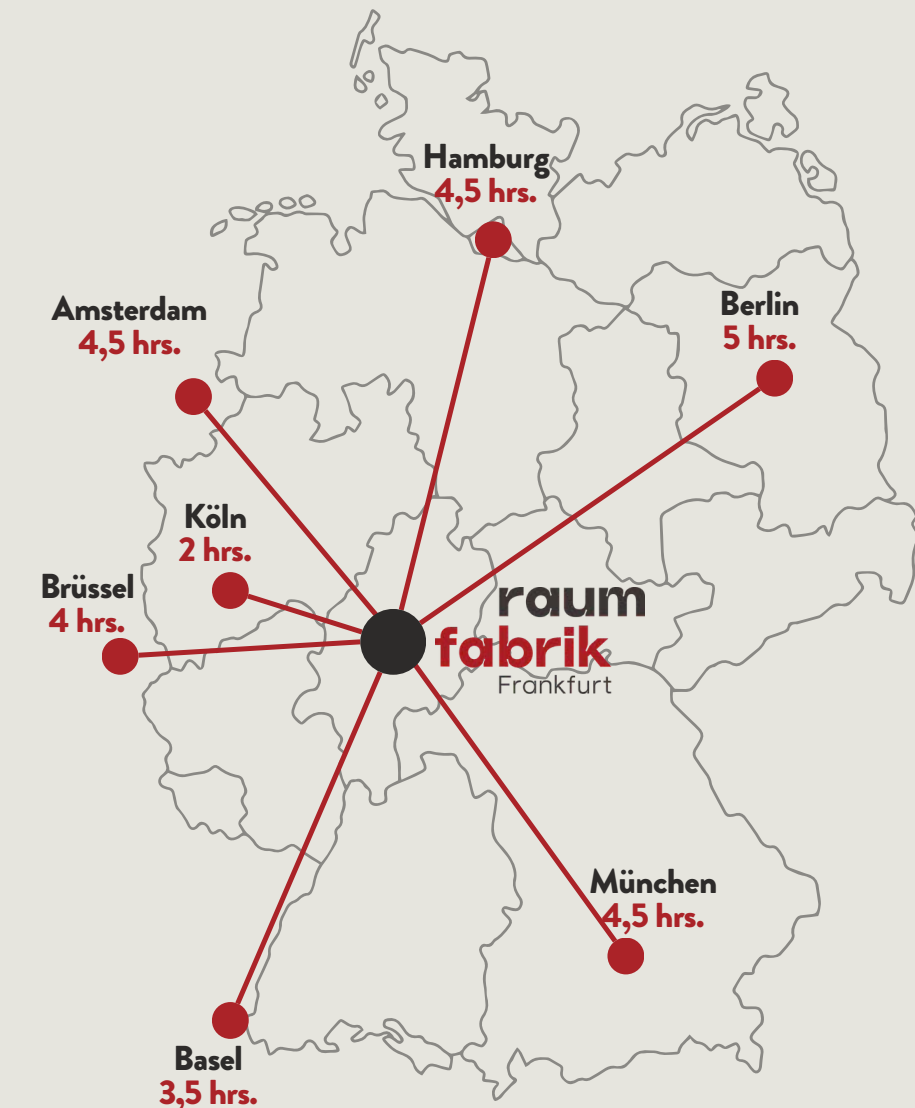 Hamburg
4,5 hrs.
Amsterdam
4,5 hrs.
Berlin
5 hrs.
Köln
2 hrs.
Brüssel
4 hrs.
raum
fabrik
Frankfurt
München
4,5 hrs.
Basel
3,5 hrs.